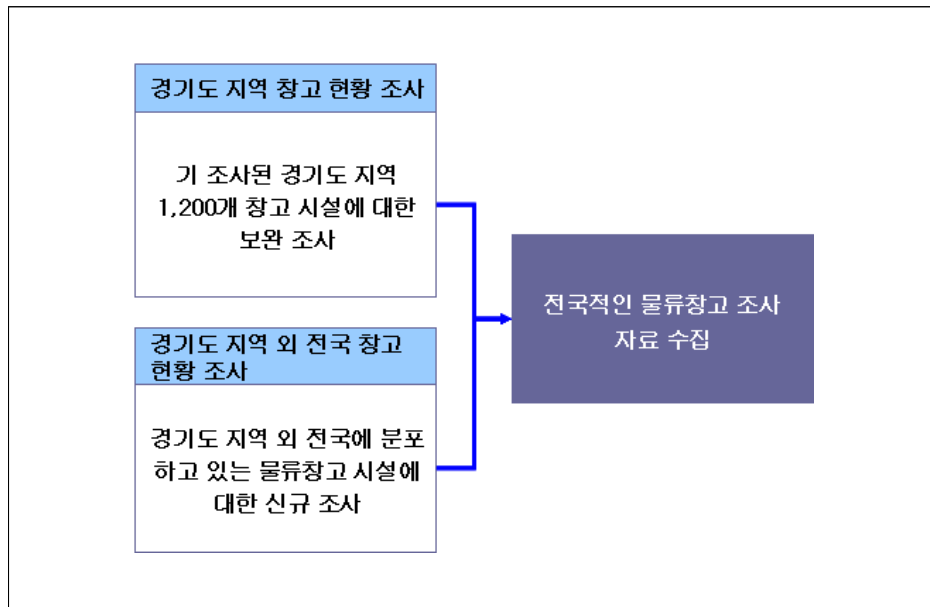 경기도 지역 창고 현황 조사
기 조사된 경기도 지역
1,200개 창고 시설에 대한
보완 조사
경기도 지역 외 전국 창고
현황 조사
경기도 지역 외 전국에 분포
하고 있는 물류창고 시설에
대한 신규 조사
전국적인 물류창고 조사
자료 수집